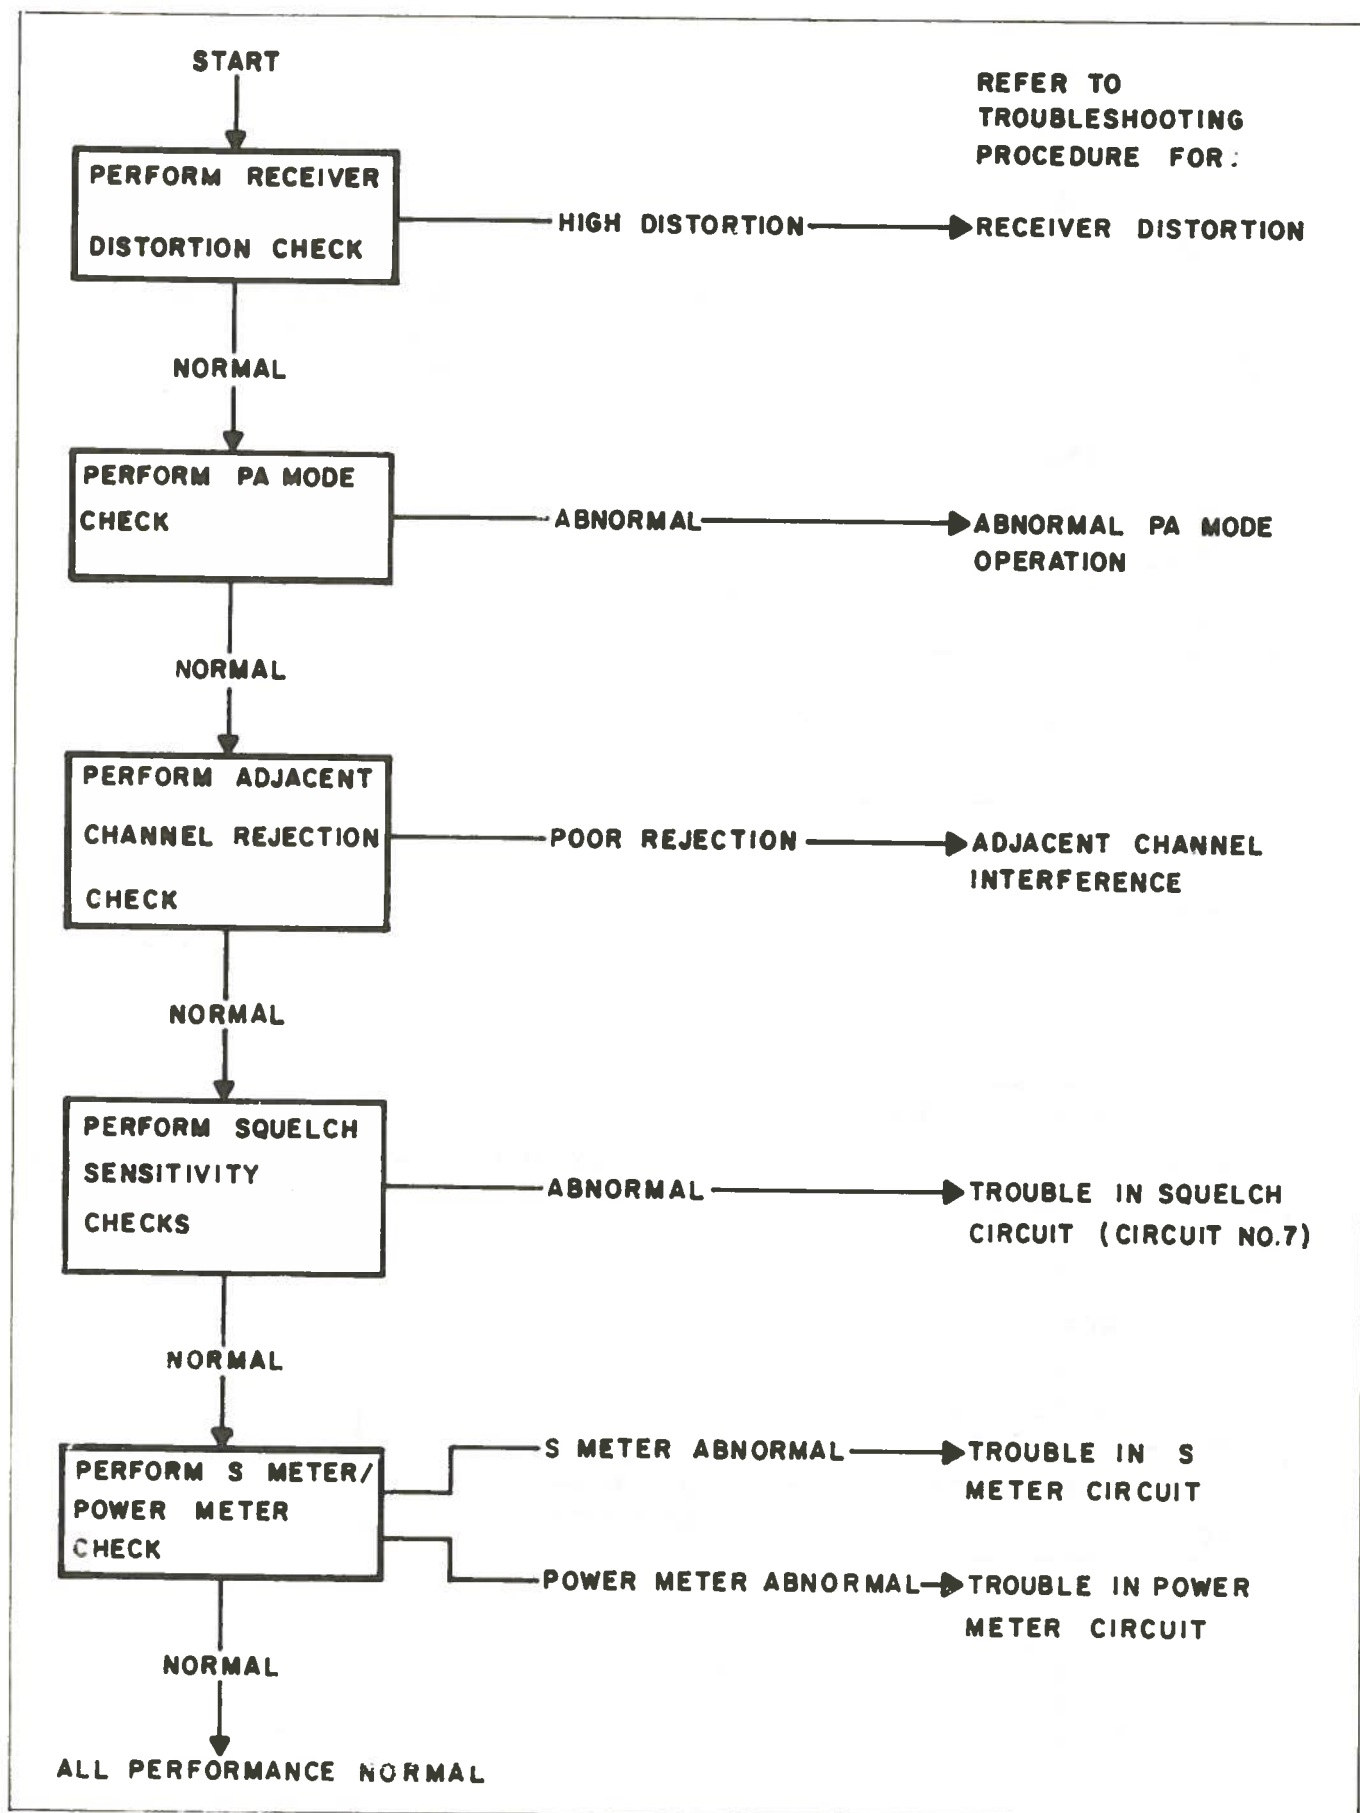 START
REFER TO
TROUBLESHOOTING
PROCEDURE FOR:
PERFORM RECEIVER
DISTORTION CHECK
HIGH DISTORTION
RECEIVER DISTORTION
NORMAL
PERFORM PA MODE
CHECK
ABNORMAL
ABNORMAL PA MODE
OPERATION
NORMAL
PERFORM ADJACENT
CHANNEL REJECTION
CHECK
POOR REJECTION
ADJACENT CHANNEL
INTERFERENCE
NORMAL
PERFORM SQUELCH
SENSITIVITY
CHECKS
ABNORMAL
TROUBLE IN SQUELCH
CIRCUIT (CIRCUIT NO.7)
NORMAL
PERFORM S METER/
POWER METER
CHECK
S METER ABNORMAL
TROUBLE IN S
METER CIRCUIT
POWER METER ABNORMAL
TROUBLE IN POWER
METER CIRCUIT
NORMAL
ALL PERFORMANCE NORMAL